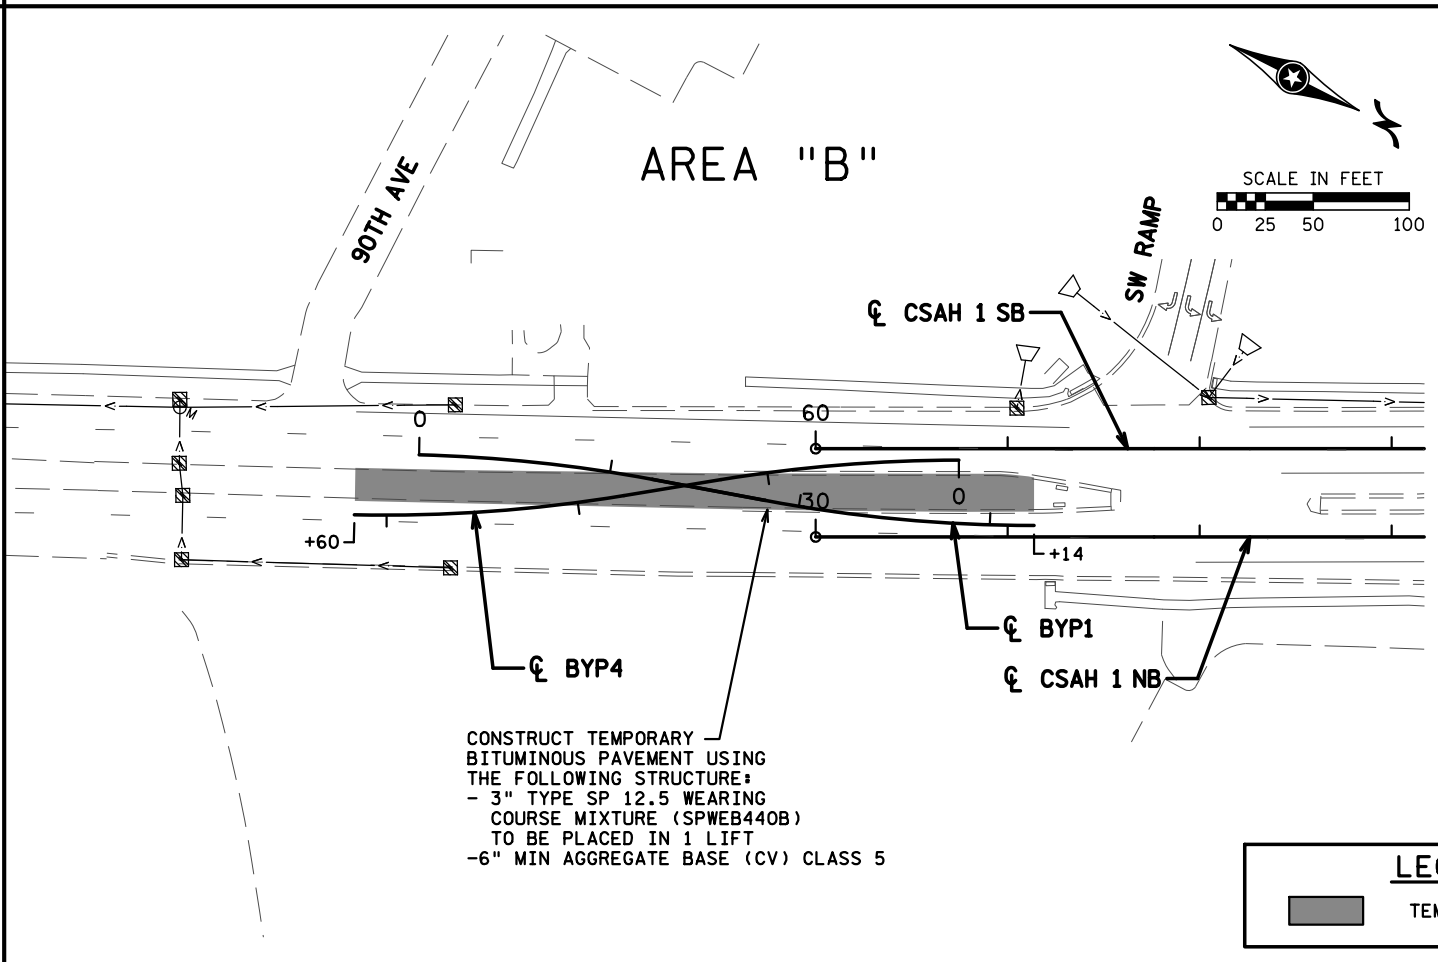 AREA "B"
90TH AVE
N
SCALE IN FEET
0 25 50 100
SW RAMP
℄ CSAH 1 SB
M
0
60
30
0
+60
+14
℄ BYP1
℄ BYP4
℄ CSAH 1 NB
CONSTRUCT TEMPORARY
BITUMINOUS PAVEMENT USING
THE FOLLOWING STRUCTURE:
- 3" TYPE SP 12.5 WEARING
COURSE MIXTURE (SPWEB440B)
TO BE PLACED IN 1 LIFT
-6" MIN AGGREGATE BASE (CV) CLASS 5